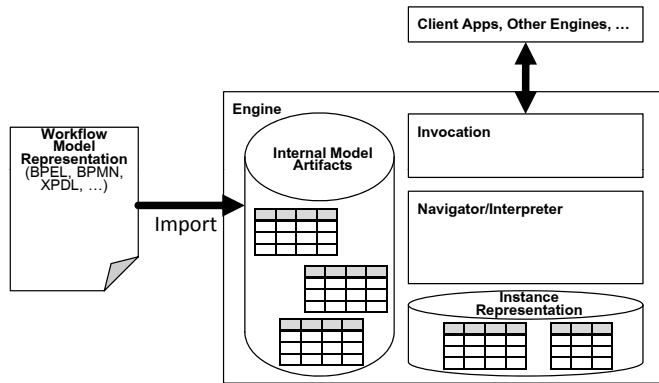 Client Apps, Other Engines, ...
Engine
Workflow
Model
Representation
(BPEL, BPMN,
XPDL, ...)
Import
Internal Model
Artifacts
Invocation
Navigator/Interpreter
Instance
Representation